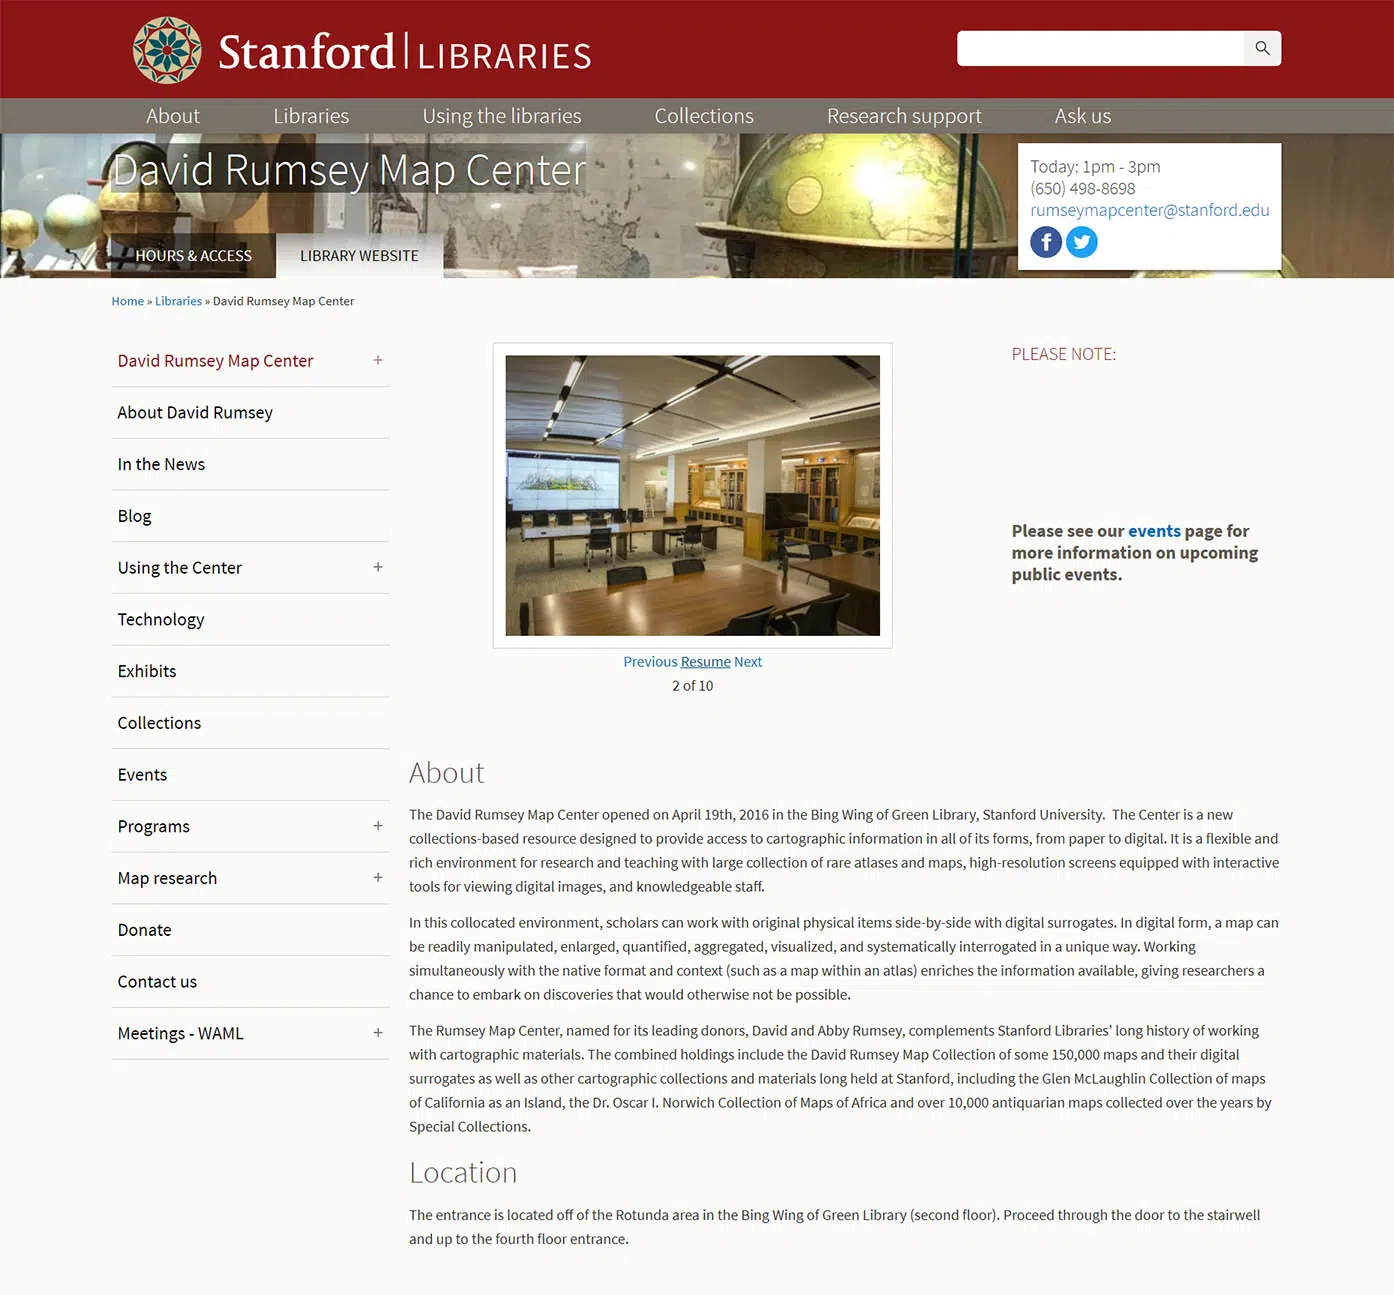 Stanford LIBRARIES
About
Libraries
Using the libraries
Collections
Research support
Ask us
David Rumsey Map Center
Today: 1pm - 3pm
(650) 498-8698
rumseymapcenter@stanford.edu
HOURS & ACCESS
LIBRARY WEBSITE
Home » Libraries » David Rumsey Map Center
David Rumsey Map Center +
About David Rumsey
In the News
Blog
Using the Center +
Technology
Exhibits
Collections
Events
Programs +
Map research +
Donate
Contact us
Meetings - WAML +
Previous Resume Next
2 of 10
PLEASE NOTE:
Please see our events page for
more information on upcoming
public events.
About
The David Rumsey Map Center opened on April 19th, 2016 in the Bing Wing of Green Library, Stanford University. The Center is a new
collections-based resource designed to provide access to cartographic information in all of its forms, from paper to digital. It is a flexible and
rich environment for research and teaching with large collection of rare atlases and maps, high-resolution screens equipped with interactive
tools for viewing digital images, and knowledgeable staff.
In this collocated environment, scholars can work with original physical items side-by-side with digital surrogates. In digital form, a map can
be readily manipulated, enlarged, quantified, aggregated, visualized, and systematically interrogated in a unique way. Working
simultaneously with the native format and context (such as a map within an atlas) enriches the information available, giving researchers a
chance to embark on discoveries that would otherwise not be possible.
The Rumsey Map Center, named for its leading donors, David and Abby Rumsey, complements Stanford Libraries’ long history of working
with cartographic materials. The combined holdings include the David Rumsey Map Collection of some 150,000 maps and their digital
surrogates as well as other cartographic collections and materials long held at Stanford, including the Glen McLaughlin Collection of maps
of California as an Island, the Dr. Oscar I. Norwich Collection of Maps of Africa and over 10,000 antiquarian maps collected over the years by
Special Collections.
Location
The entrance is located off of the Rotunda area in the Bing Wing of Green Library (second floor). Proceed through the door to the stairwell
and up to the fourth floor entrance.